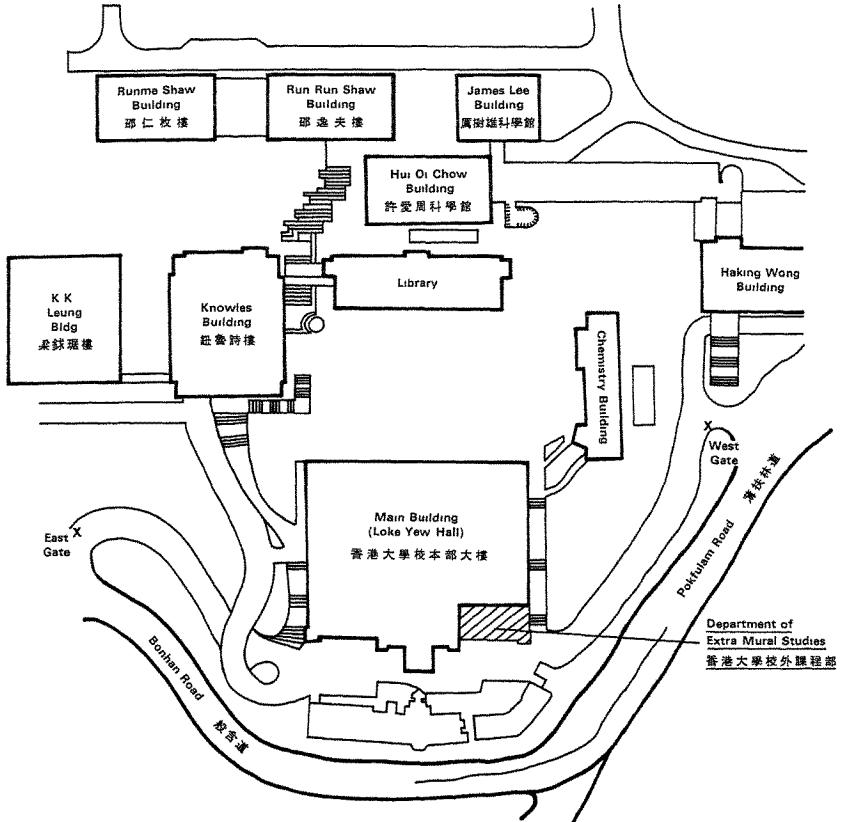 Runme Shaw
Building
邵仁枚樓
Run Run Shaw
Building
邵逸夫樓
James Lee
Building
厲樹雄科學館
Hui Oi Chow
Building
許愛周科學館
K K
Leung
Bldg
梁銶琚樓
Knowles
Building
鈕魯詩樓
Library
Haking Wong
Building
Chemistry Building
X
West
Gate
East
Gate
X
Main Building
(Loke Yew Hall)
香港大學校本部大樓
Pokfulam Road
薄扶林道
Department of
Extra Mural Studies
香港大學校外課程部
Bonhan Road
般含道